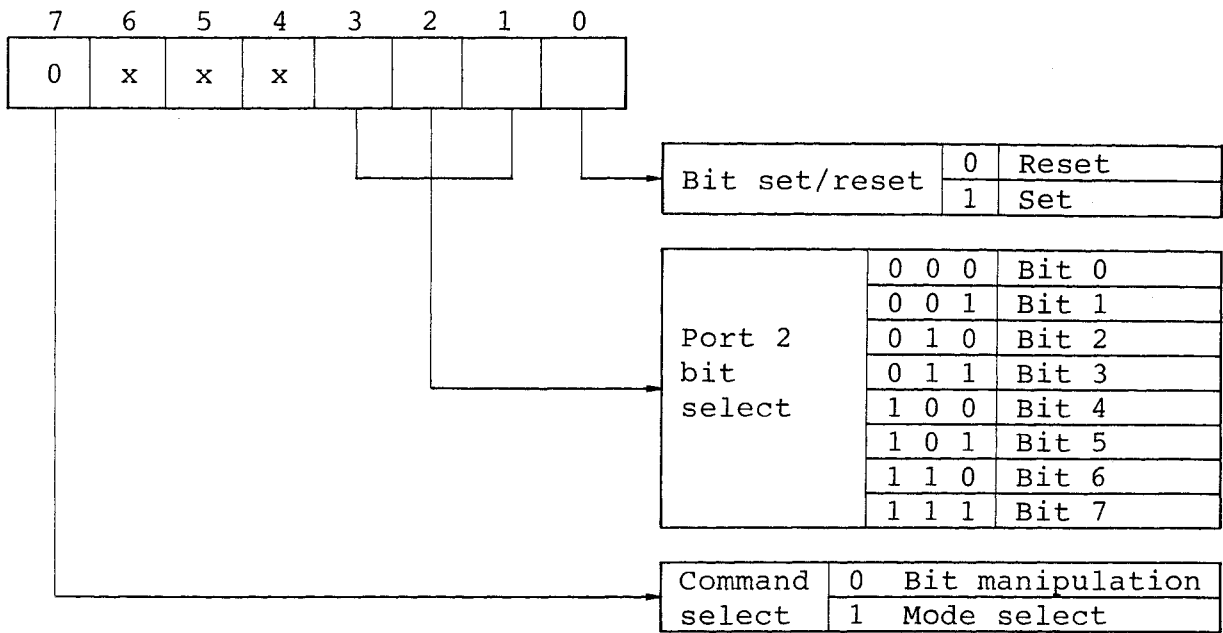 7 6 5 4 3 2 1 0
0 x x x
Bit set/reset
0 Reset
1 Set
Port 2
bit
select
0 0 0 Bit 0
0 0 1 Bit 1
0 1 0 Bit 2
0 1 1 Bit 3
1 0 0 Bit 4
1 0 1 Bit 5
1 1 0 Bit 6
1 1 1 Bit 7
Command
select
0 Bit manipulation
1 Mode select